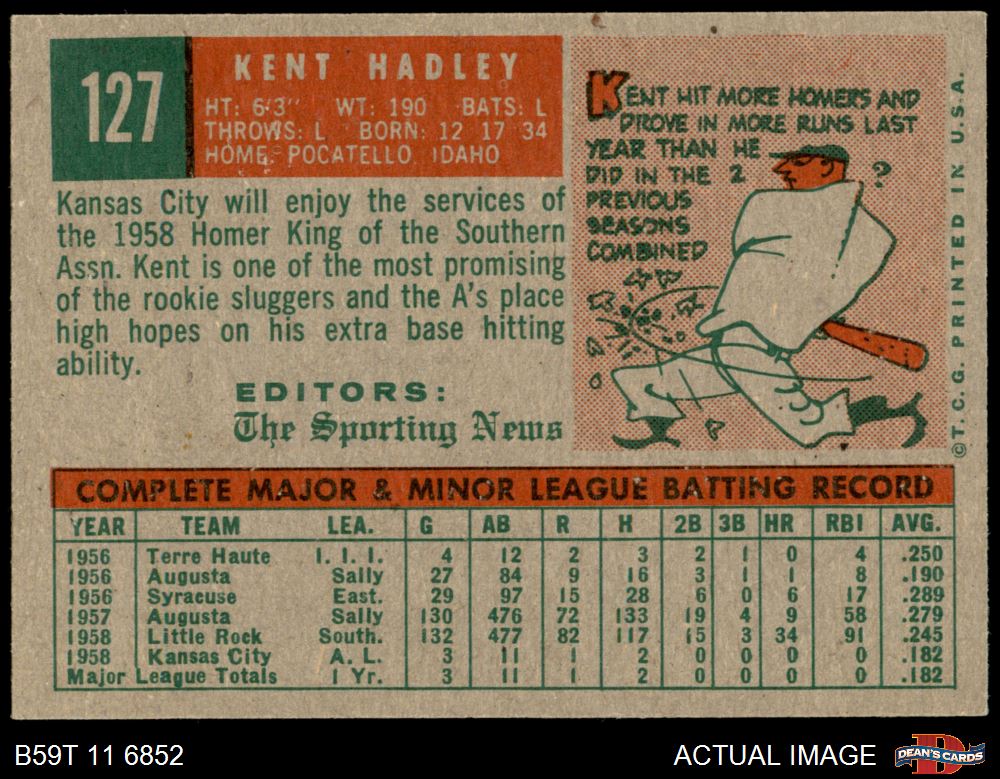 127
KENT HADLEY
HT: 6'3" WT: 190 BATS: L
THROWS: L BORN: 12 17 34
HOME: POCATELLO, IDAHO
Kansas City will enjoy the services of
the 1958 Homer King of the Southern
Assn. Kent is one of the most promising
of the rookie sluggers and the A's place
high hopes on his extra base hitting
ability.
EDITORS:
The Sporting News
KENT HIT MORE HOMERS AND
DROVE IN MORE RUNS LAST
YEAR THAN HE
DID IN THE 2
PREVIOUS
SEASONS
COMBINED
?
©T.C.G. PRINTED IN U.S.A.
COMPLETE MAJOR & MINOR LEAGUE BATTING RECORD
YEAR TEAM LEA. G AB R H 2B 3B HR RBI AVG.
1956 Terre Haute I. I. I. 4 12 2 3 2 1 0 4 .250
1956 Augusta Sally 27 84 9 16 3 1 1 8 .190
1956 Syracuse East. 29 97 15 28 6 0 6 17 .289
1957 Augusta Sally 130 476 72 133 19 4 9 58 .279
1958 Little Rock South. 132 477 82 117 15 3 34 91 .245
1958 Kansas City A. L. 3 11 1 2 0 0 0 0 .182
Major League Totals 1 Yr. 3 11 1 2 0 0 0 0 .182
B59T 11 6852
ACTUAL IMAGE
D
DEAN'S CARDS